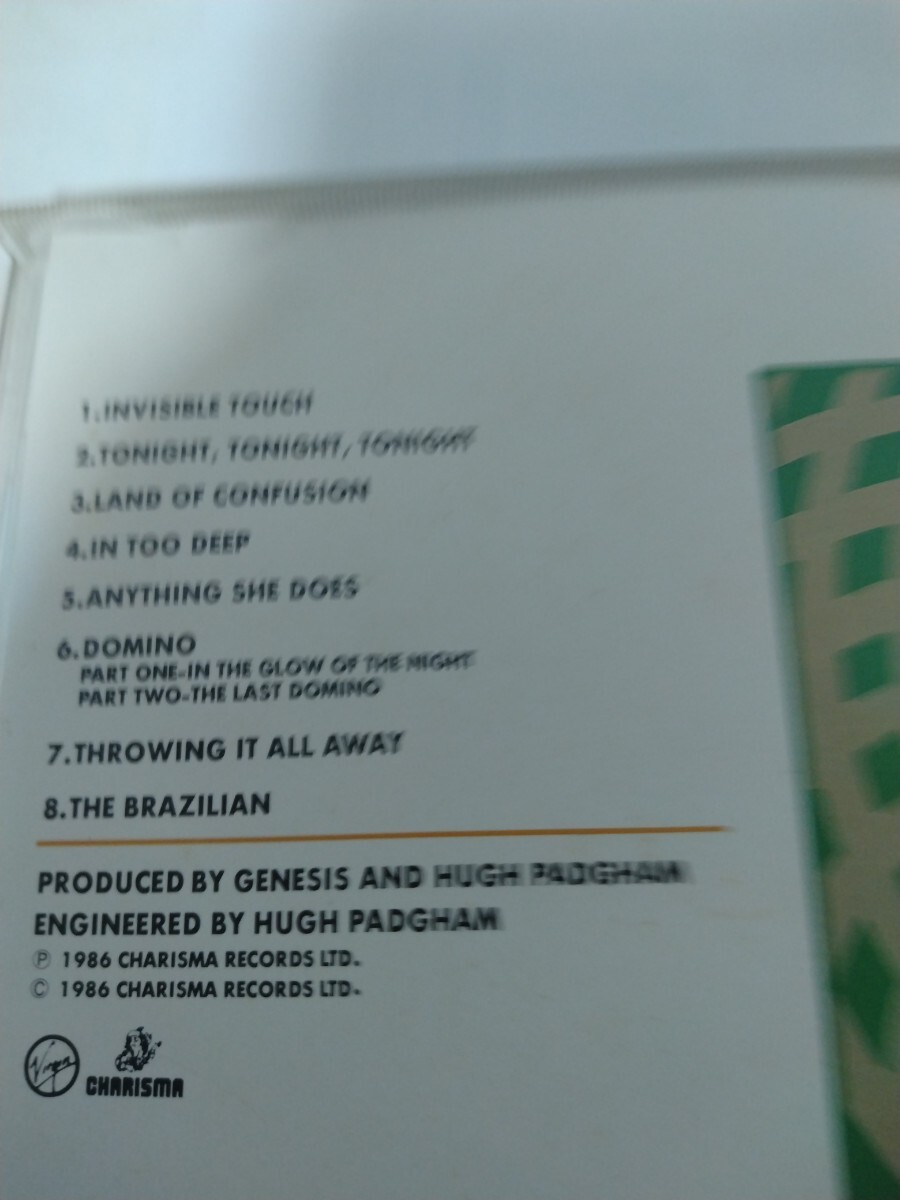 1.INVISIBLE TOUCH
2.TONIGHT, TONIGHT, TONIGHT
3.LAND OF CONFUSION
4.IN TOO DEEP
5.ANYTHING SHE DOES
6.DOMINO
PART ONE-IN THE GLOW OF THE NIGHT
PART TWO-THE LAST DOMINO
7.THROWING IT ALL AWAY
8.THE BRAZILIAN
PRODUCED BY GENESIS AND HUGH PADGHAM
ENGINEERED BY HUGH PADGHAM
℗ 1986 CHARISMA RECORDS LTD.
© 1986 CHARISMA RECORDS LTD.
Virgin
CHARISMA